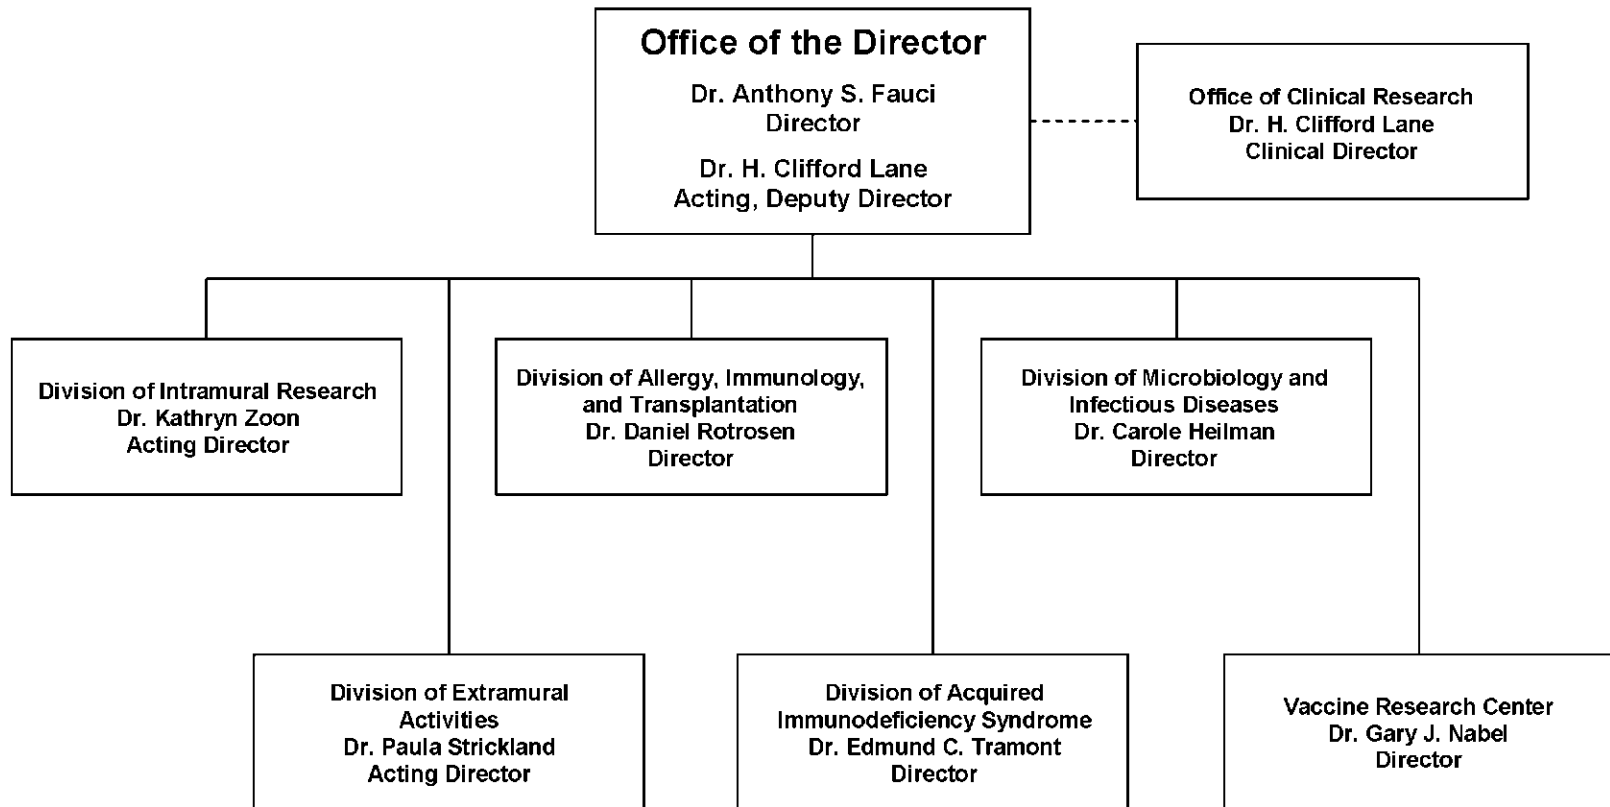 Office of the Director
Dr. Anthony S. Fauci
Director
Dr. H. Clifford Lane
Acting, Deputy Director
Office of Clinical Research
Dr. H. Clifford Lane
Clinical Director
Division of Intramural Research
Dr. Kathryn Zoon
Acting Director
Division of Allergy, Immunology,
and Transplantation
Dr. Daniel Rotrosen
Director
Division of Microbiology and
Infectious Diseases
Dr. Carole Heilman
Director
Division of Extramural
Activities
Dr. Paula Strickland
Acting Director
Division of Acquired
Immunodeficiency Syndrome
Dr. Edmund C. Tramont
Director
Vaccine Research Center
Dr. Gary J. Nabel
Director